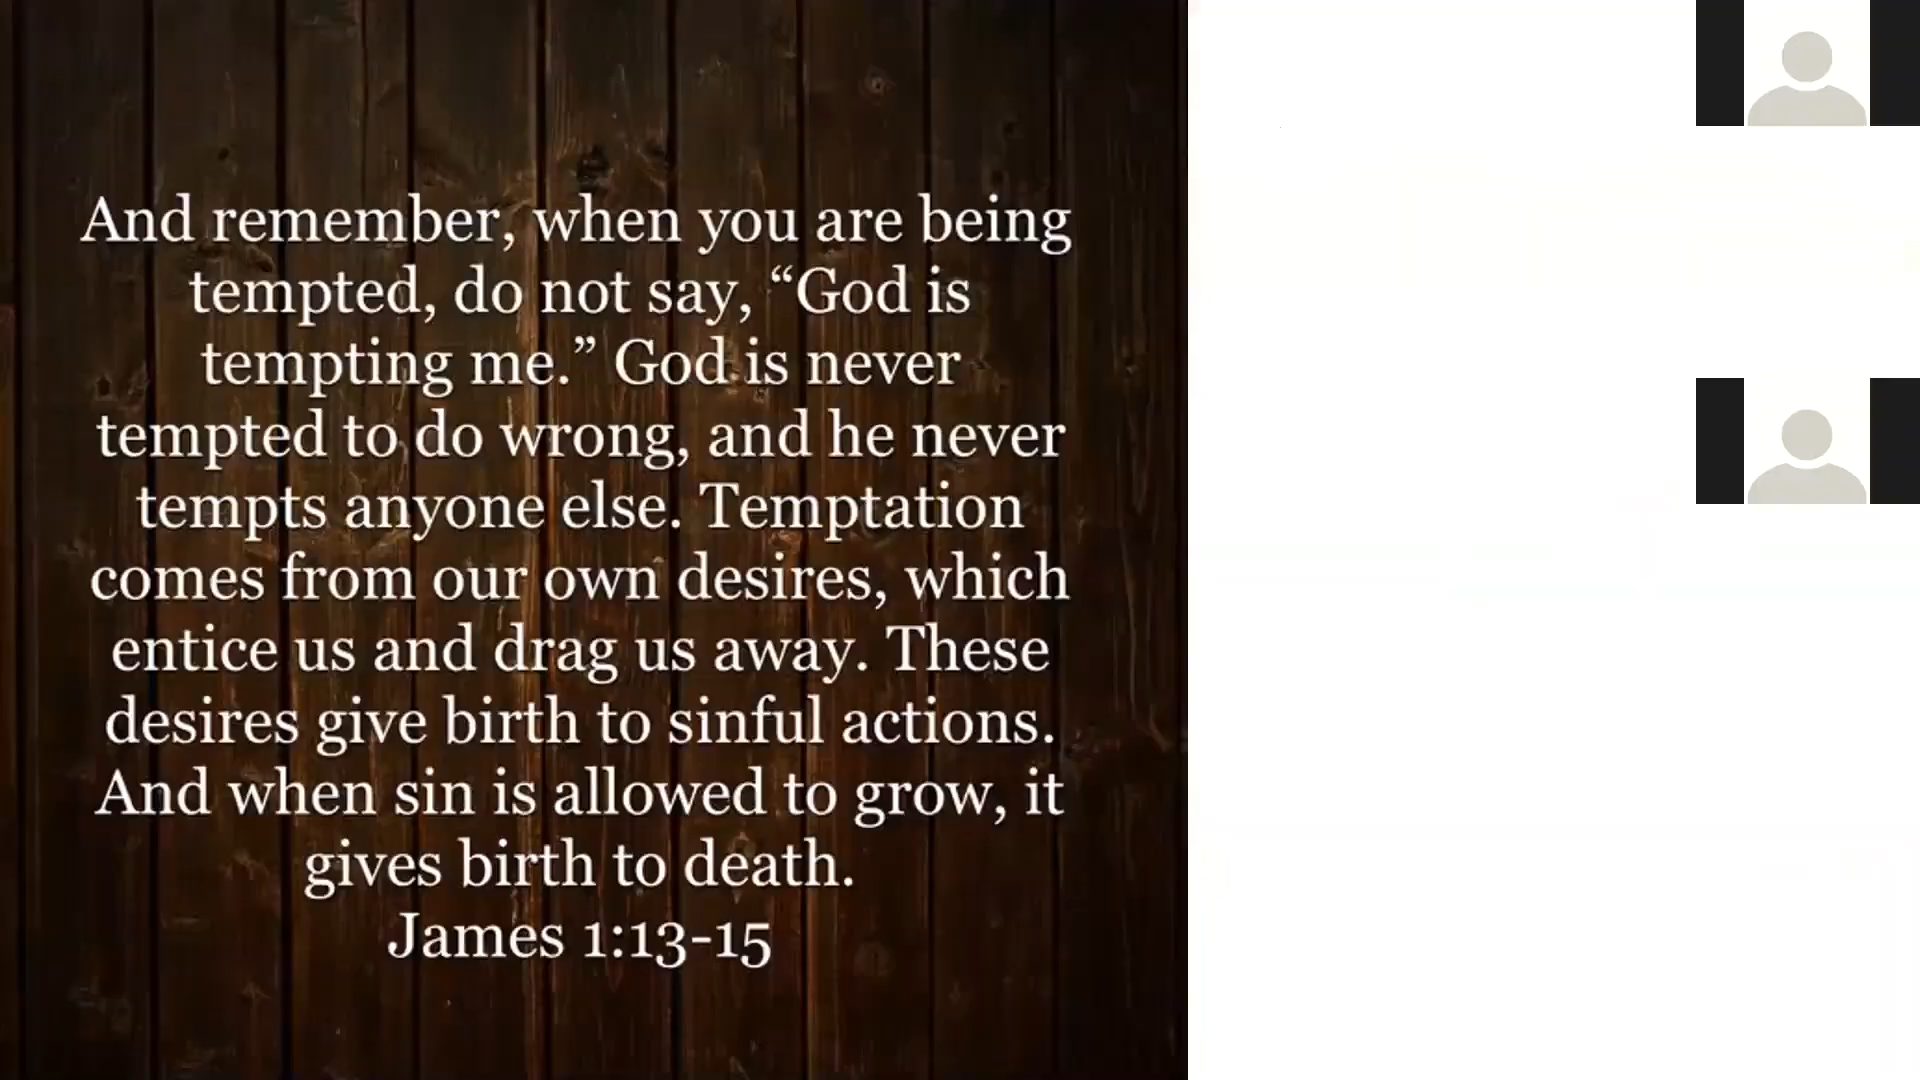 And remember, when you are being
tempted, do not say, “God is
tempting me.” God is never
tempted to do wrong, and he never
tempts anyone else. Temptation
comes from our own desires, which
entice us and drag us away. These
desires give birth to sinful actions.
And when sin is allowed to grow, it
gives birth to death.
James 1:13-15